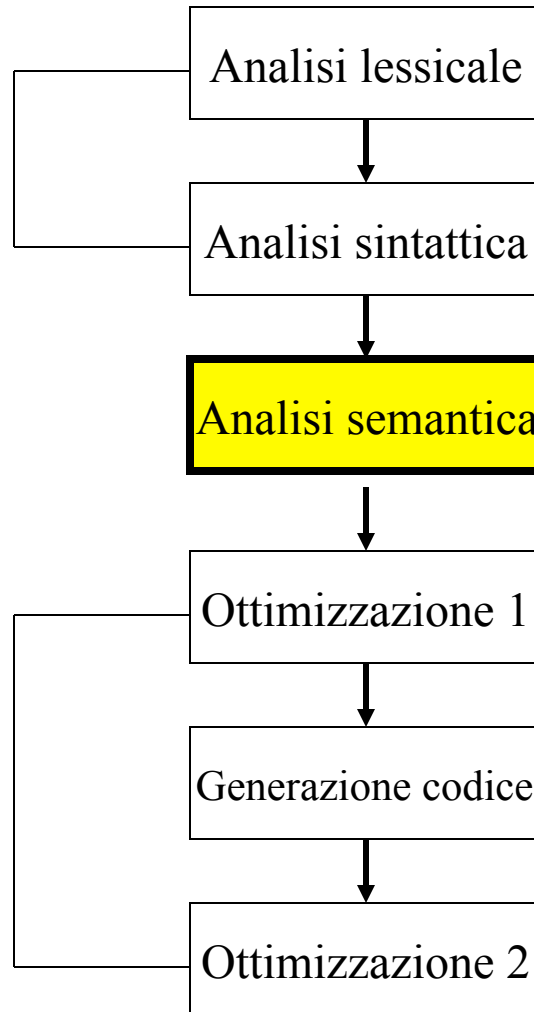 Analisi lessicale
Analisi sintattica
Analisi semantica
Ottimizzazione 1
Generazione codice
Ottimizzazione 2